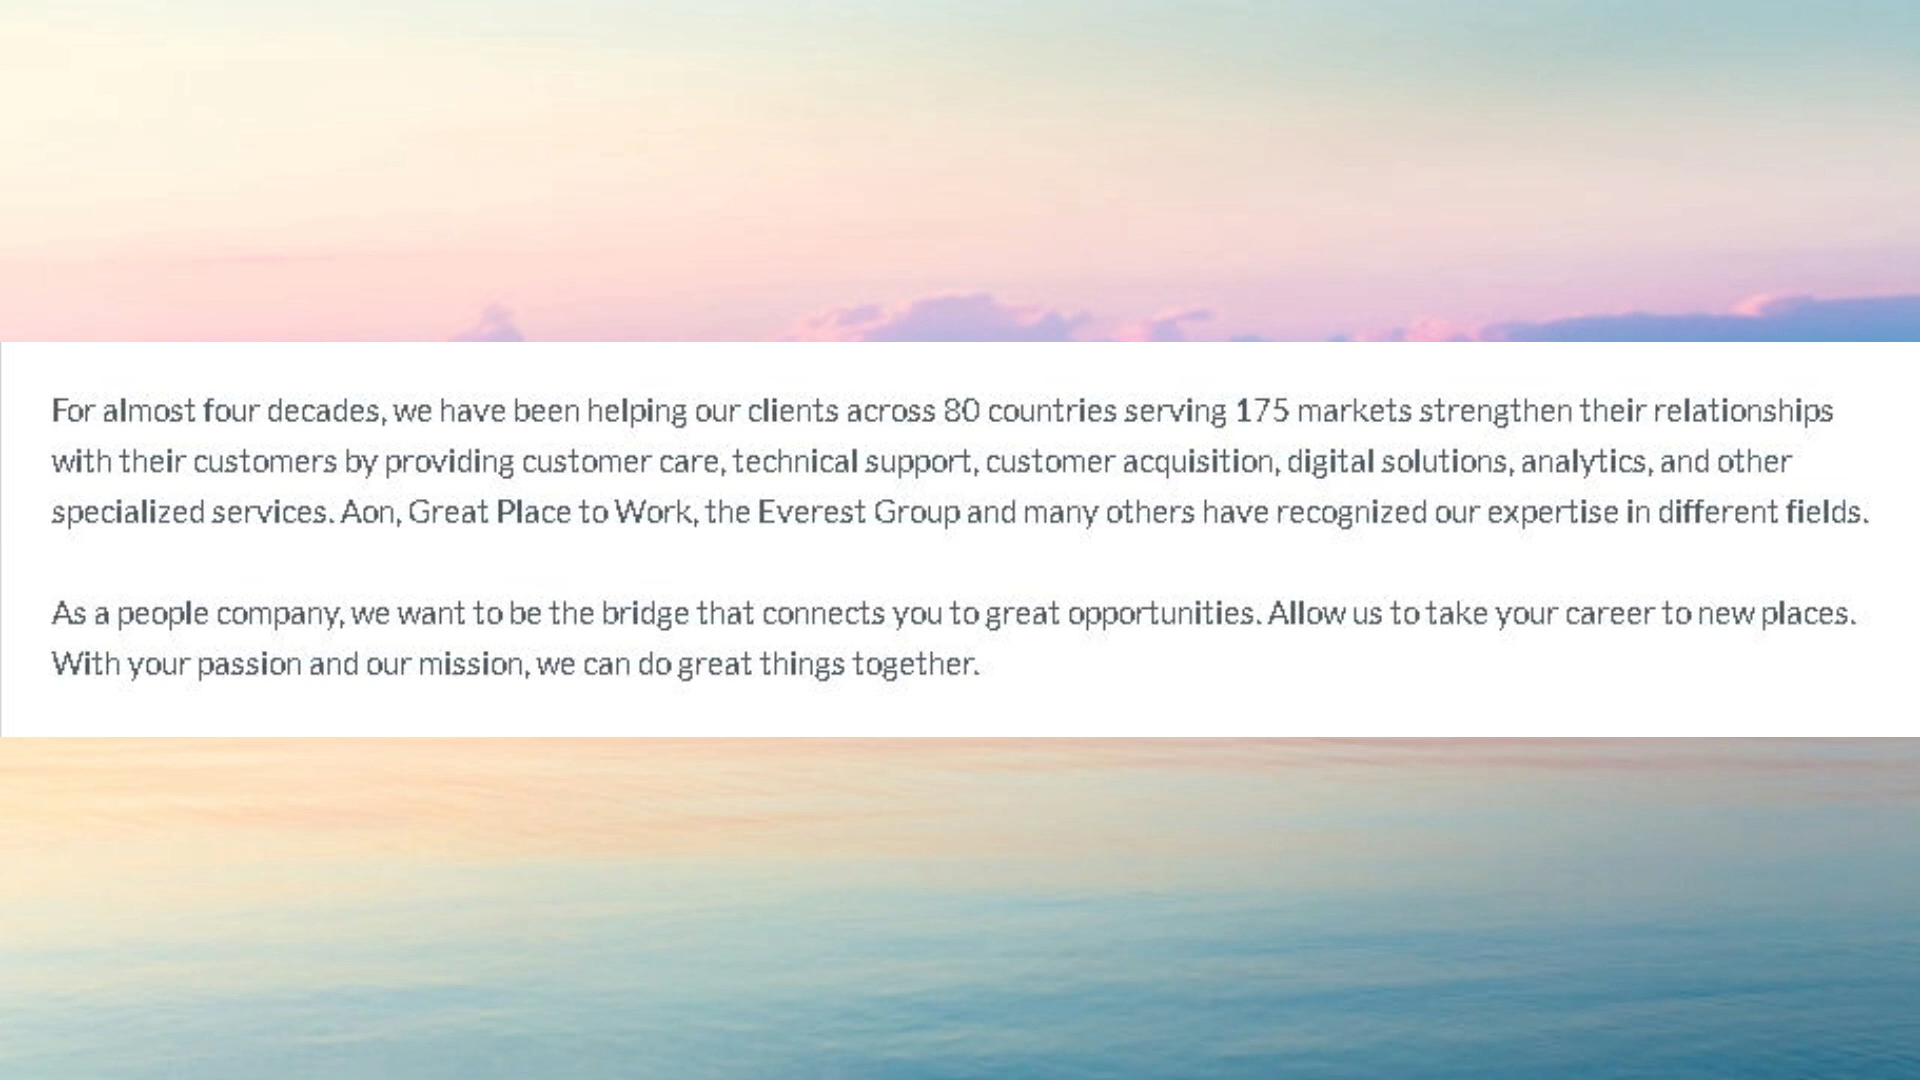 For almost four decades, we have been helping our clients across 80 countries serving 175 markets strengthen their relationships
with their customers by providing customer care, technical support, customer acquisition, digital solutions, analytics, and other
specialized services. Aon, Great Place to Work, the Everest Group and many others have recognized our expertise in different fields.
As a people company, we want to be the bridge that connects you to great opportunities. Allow us to take your career to new places.
With your passion and our mission, we can do great things together.